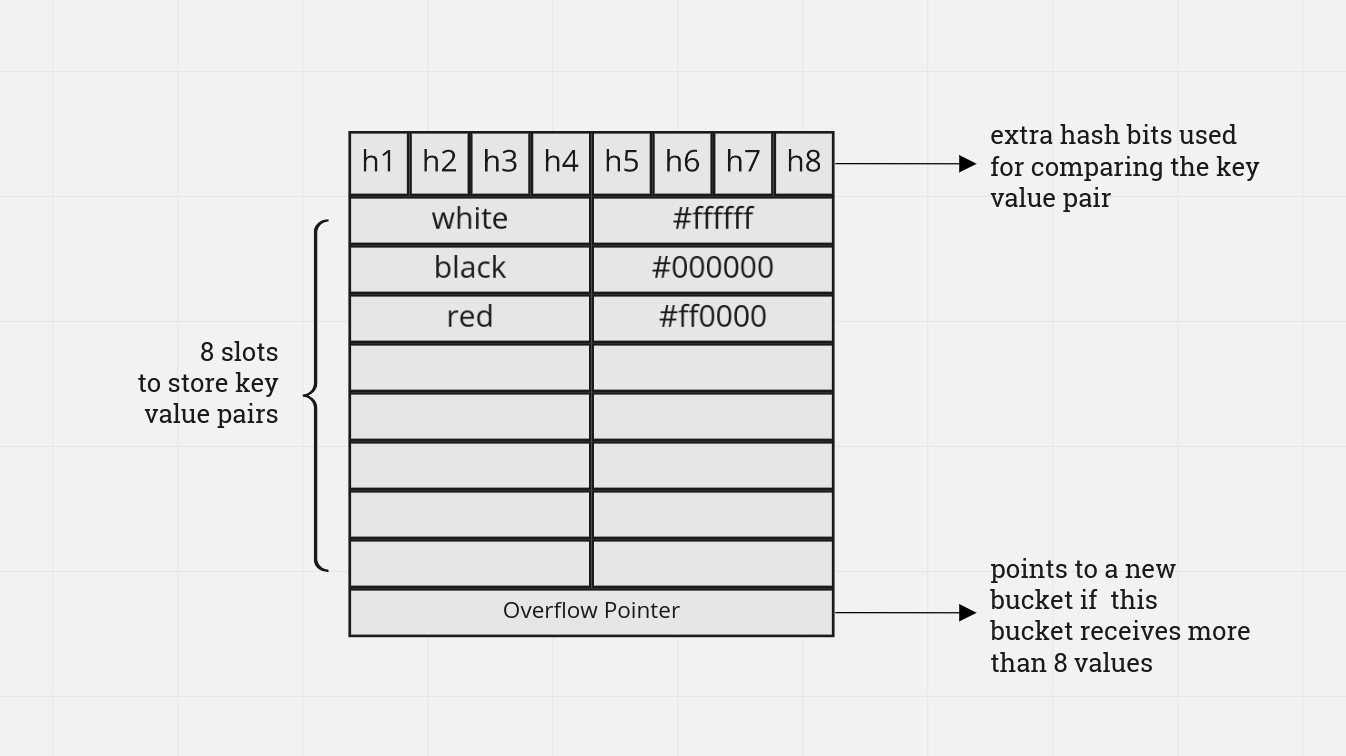 h1 h2 h3 h4 h5 h6 h7 h8
extra hash bits used
for comparing the key
value pair
white #ffffff
black #000000
red #ff0000
8 slots
to store key
value pairs
Overflow Pointer
points to a new
bucket if  this
bucket receives more
than 8 values